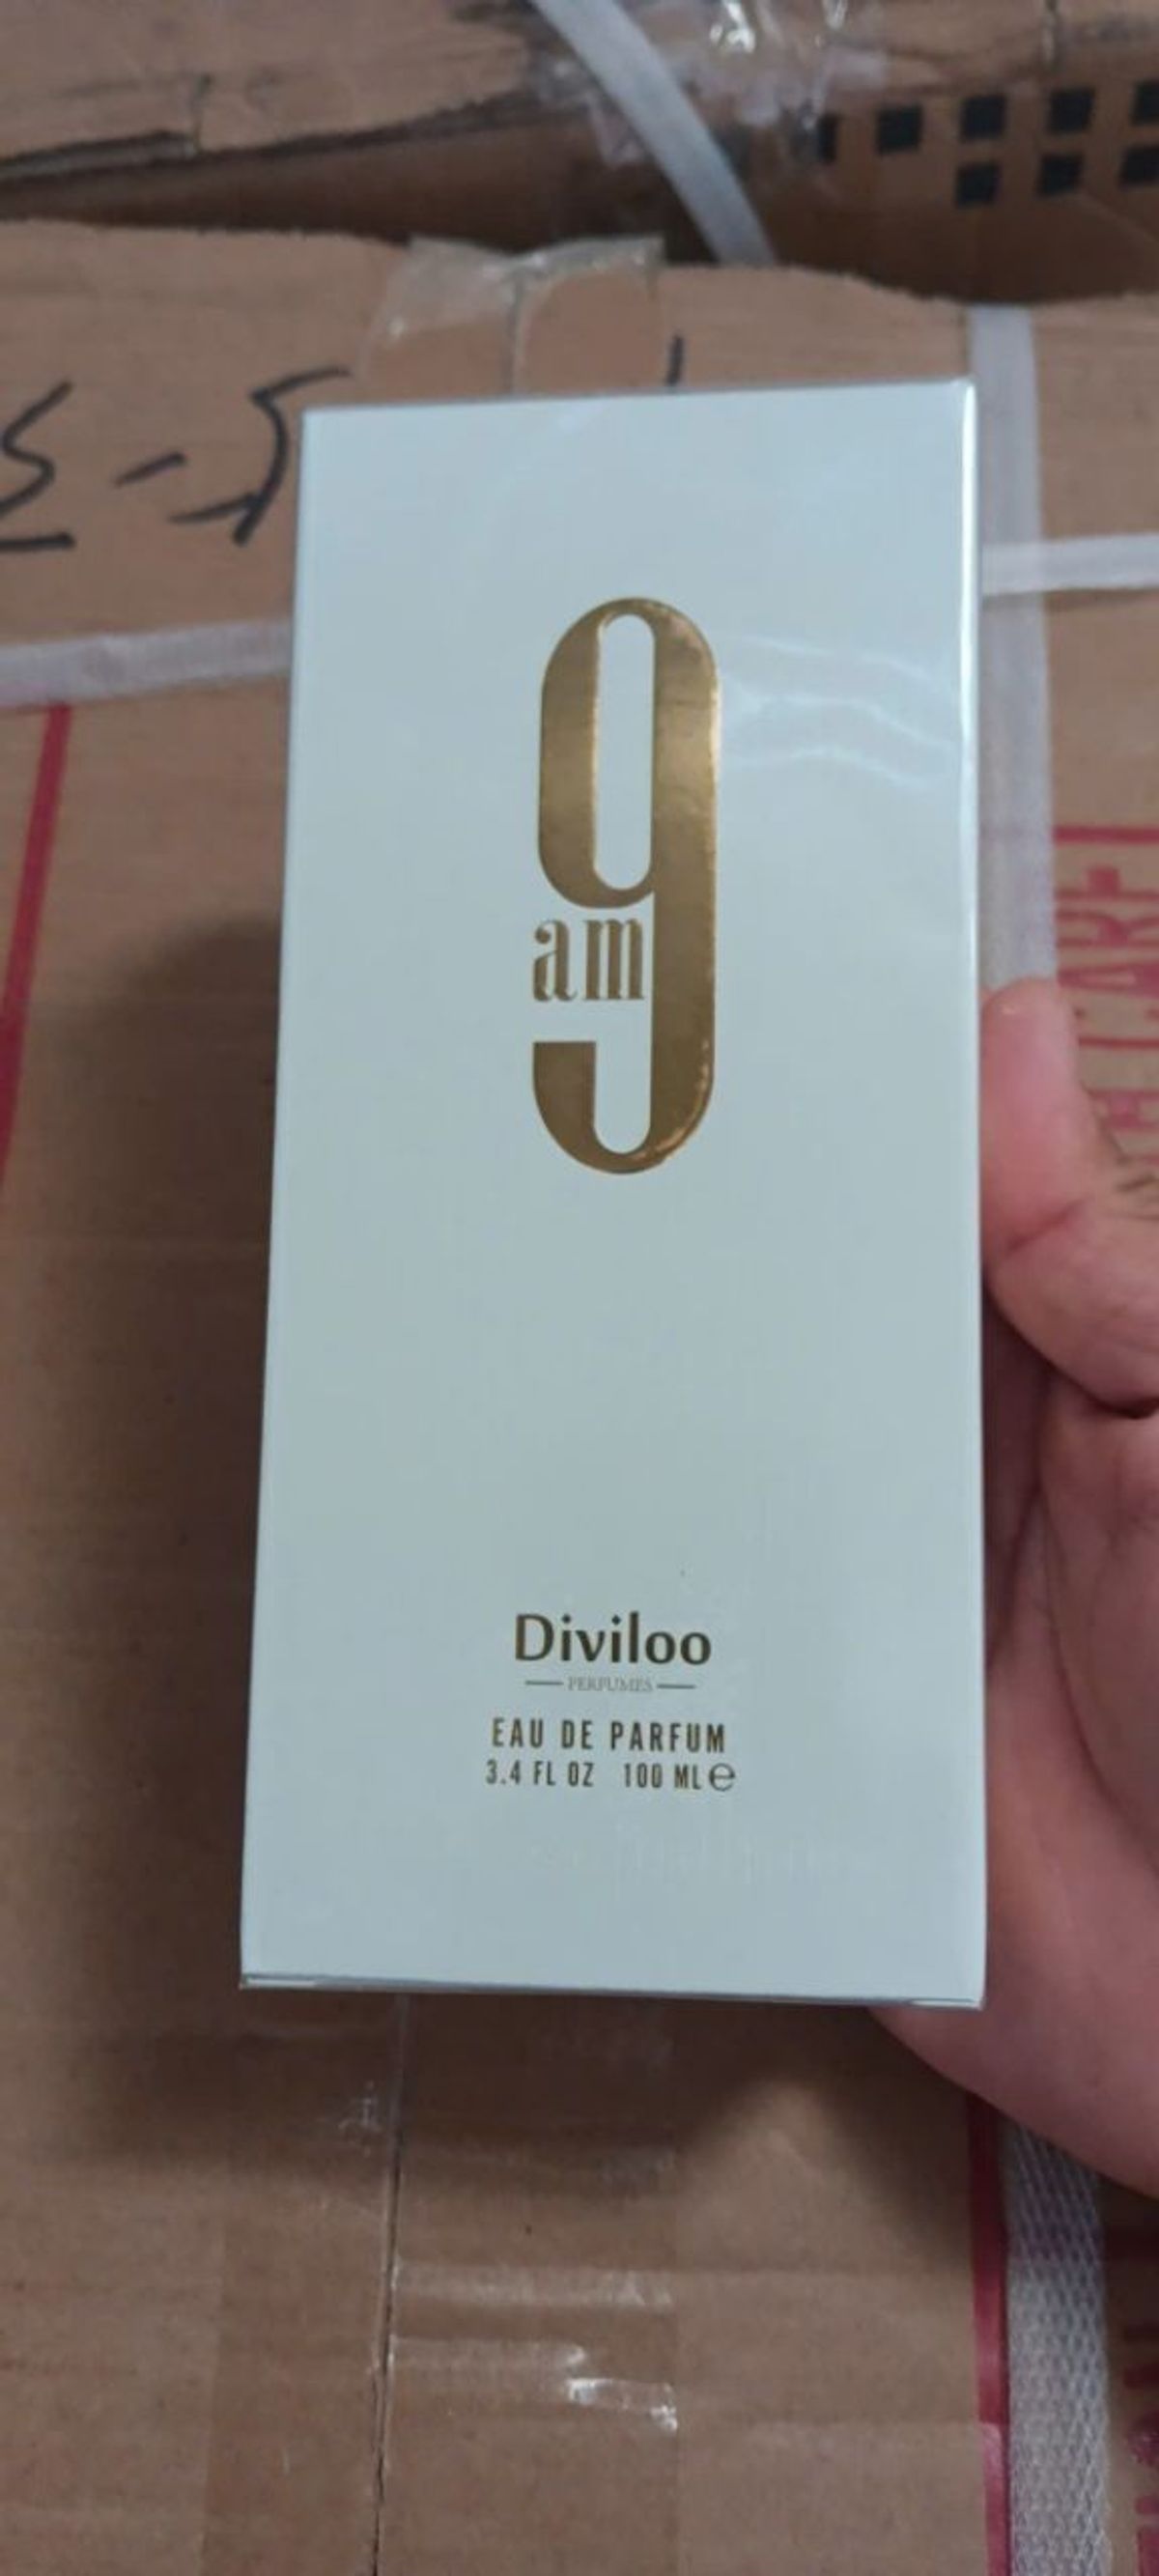 9
am
Diviloo
PERFUMES
EAU DE PARFUM
3.4 FL OZ 100 ML ℮